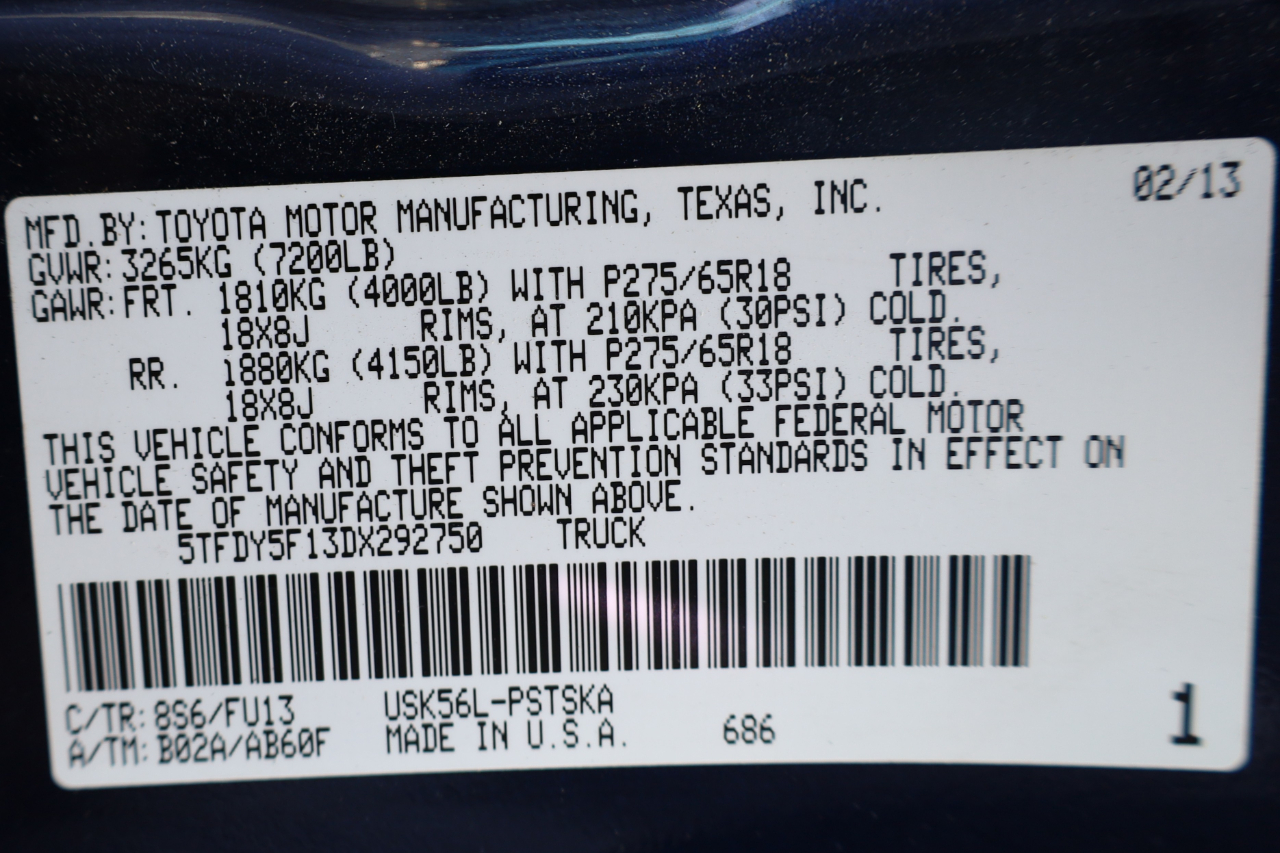 02/13
MFD.BY: TOYOTA MOTOR MANUFACTURING, TEXAS, INC.
GVWR: 3265KG (7200LB)
GAWR: FRT. 1810KG (4000LB) WITH P275/65R18 TIRES,
18X8J RIMS, AT 210KPA (30PSI) COLD.
RR. 1880KG (4150LB) WITH P275/65R18 TIRES,
18X8J RIMS, AT 230KPA (33PSI) COLD.
THIS VEHICLE CONFORMS TO ALL APPLICABLE FEDERAL MOTOR
VEHICLE SAFETY AND THEFT PREVENTION STANDARDS IN EFFECT ON
THE DATE OF MANUFACTURE SHOWN ABOVE.
5TFDY5F13DX292750 TRUCK
C/TR: 8S6/FU13 USK56L-PSTSKA
A/TM: B02A/AB60F MADE IN U.S.A. 686
1